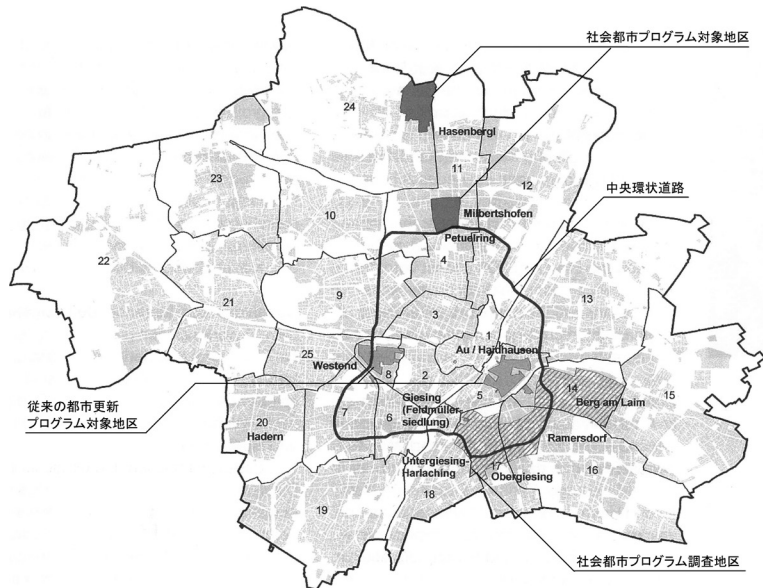 社会都市プログラム対象地区
24
Hasenbergl
11
12
23
中央環状道路
10
Milbertshofen
Petuelring
22
4
9
13
21
3
1
25
Au / Haidhausen
Westend
8
2
14
15
従来の都市更新
プログラム対象地区
Giesing
(Feldmüller-
siedlung)
5
Berg am Laim
20
Hadern
7
6
Ramersdorf
Untergiesing-
Harlaching
17
Obergiesing
16
18
19
社会都市プログラム調査地区